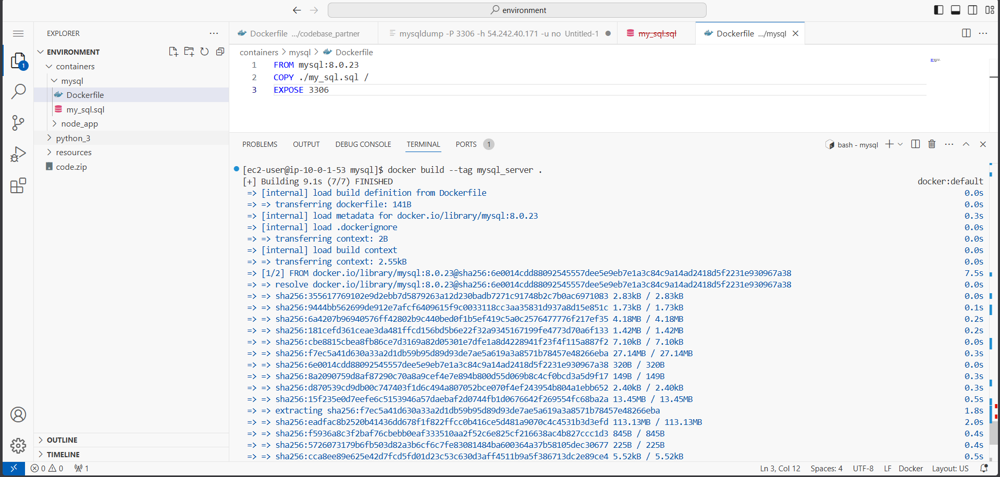 environment
EXPLORER
Dockerfile .../codebase_partner
mysqldump -P 3306 -h 54.242.40.171 -u no Untitled-1
my_sql.sql
Dockerfile .../mysql
ENVIRONMENT
containers
mysql
Dockerfile
my_sql.sql
node_app
python_3
resources
code.zip
OUTLINE
TIMELINE
1
containers > mysql > Dockerfile
1 FROM mysql:8.0.23
2 COPY ./my_sql.sql /
3 EXPOSE 3306
PROBLEMS OUTPUT DEBUG CONSOLE TERMINAL PORTS 1
bash - mysql
[ec2-user@ip-10-0-1-53 mysql]$ docker build --tag mysql_server .
[+] Building 9.1s (7/7) FINISHED docker:default
=> [internal] load build definition from Dockerfile 0.0s
=> => transferring dockerfile: 141B 0.0s
=> [internal] load metadata for docker.io/library/mysql:8.0.23 0.3s
=> [internal] load .dockerignore 0.0s
=> => transferring context: 2B 0.0s
=> [internal] load build context 0.0s
=> => transferring context: 2.55kB 0.0s
=> [1/2] FROM docker.io/library/mysql:8.0.23@sha256:6e0014cdd88092545557dee5e9eb7e1a3c84c9a14ad2418d5f2231e930967a38 7.5s
=> => resolve docker.io/library/mysql:8.0.23@sha256:6e0014cdd88092545557dee5e9eb7e1a3c84c9a14ad2418d5f2231e930967a38 0.0s
=> => sha256:355617769102e9d2ebb7d5879263a12d230badb7271c91748b2c7b0ac6971083 2.83kB / 2.83kB 0.0s
=> => sha256:9444bb562699de912e7afcf6409615f9c0033118cc3aa35831d937a8d15e851c 1.73kB / 1.73kB 0.1s
=> => sha256:6a4207b96940576ff42802b9c440bed0f1b5ef419c5a0c2576477776f217ef35 4.18MB / 4.18MB 0.2s
=> => sha256:181cefd361ceae3da481ffcd156bd5b6e22f32a9345167199fe4773d70a6f133 1.42MB / 1.42MB 0.2s
=> => sha256:cbe8815cbea8fb86ce7d3169a82d05301e7dfe1a8d4228941f23f4f115a887f2 7.10kB / 7.10kB 0.0s
=> => sha256:f7ec5a41d630a33a2d1db59b95d89d93de7ae5a619a3a8571b78457e48266eba 27.14MB / 27.14MB 0.3s
=> => sha256:6e0014cdd88092545557dee5e9eb7e1a3c84c9a14ad2418d5f2231e930967a38 320B / 320B 0.0s
=> => sha256:8a2090759d8af87290c70a8a9cef4e7e894b800d55d069b8c4cf0bcd3a5d9f17 149B / 149B 0.3s
=> => sha256:d870539cd9db00c747403f1d6c494a807052bce070f4ef243954b804a1ebb652 2.40kB / 2.40kB 0.3s
=> => sha256:15f235e0d7eefe6c5153946a57daebaf2d0744fb1d0676642f269554fc68ba2a 13.45MB / 13.45MB 0.5s
=> => extracting sha256:f7ec5a41d630a33a2d1db59b95d89d93de7ae5a619a3a8571b78457e48266eba 1.8s
=> => sha256:eadfac8b2520b41436dd678f1f822ffcc0b416ce5d481a9070c4c4531b3d3efd 113.13MB / 113.13MB 2.0s
=> => sha256:f5936a8c3f2baf76cbebb0eaf333510aa2f52c6e825cf216638ac4b827ccc1d3 845B / 845B 0.4s
=> => sha256:5726073179b6fb503d82a3b6cf6c7fe83081484ba600364a37b58105dec30677 225B / 225B 0.4s
=> => sha256:cca8ee89e625e42d7fcd5fd01d23c53c630d3aff4511b9a5f386713dc2e89ce4 5.52kB / 5.52kB 0.5s
0 0 1 Ln 3, Col 12 Spaces: 4 UTF-8 LF Docker Layout: US